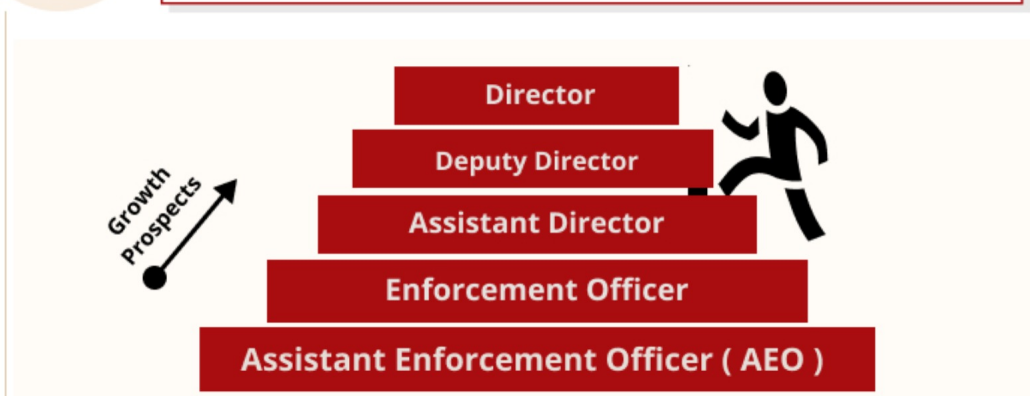 Director
Deputy Director
Growth
Prospects
Assistant Director
Enforcement Officer
Assistant Enforcement Officer ( AEO )